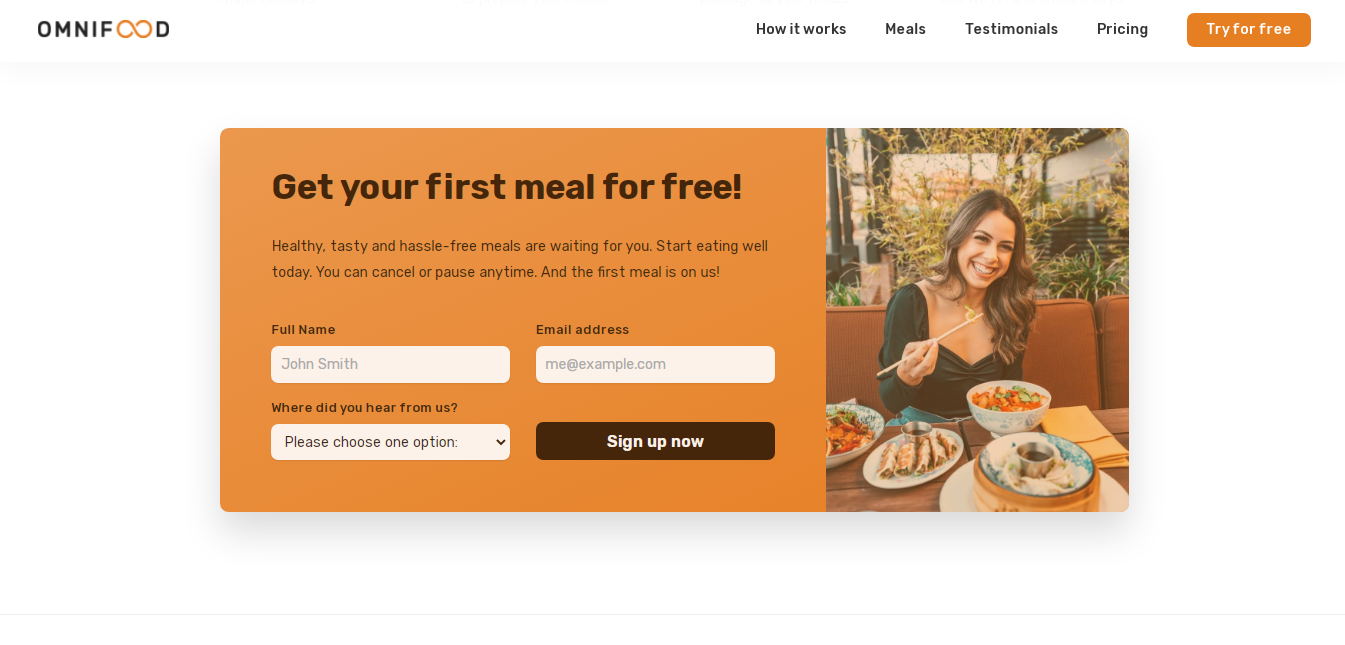 OMNIFOOD
How it works
Meals
Testimonials
Pricing
Try for free
Get your first meal for free!
Healthy, tasty and hassle-free meals are waiting for you. Start eating well
today. You can cancel or pause anytime. And the first meal is on us!
Full Name
Email address
John Smith
me@example.com
Where did you hear from us?
Please choose one option:
Sign up now